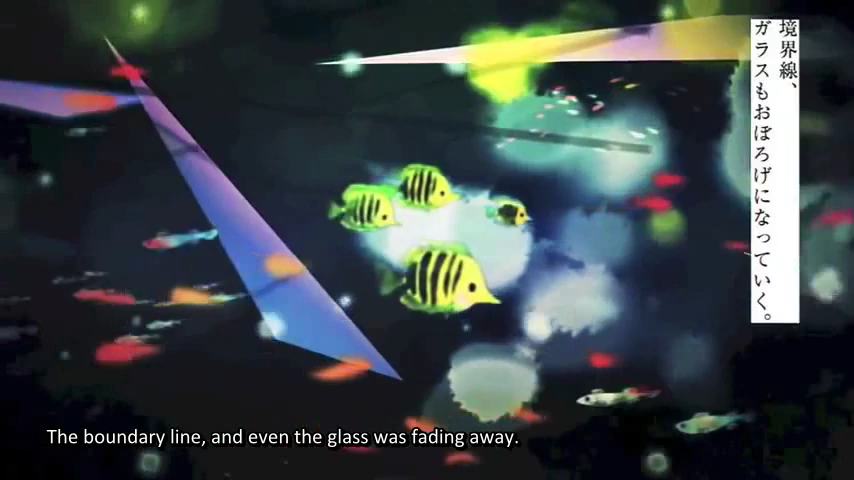 境界線、
ガラスもおぼろげになっていく。
The boundary line, and even the glass was fading away.